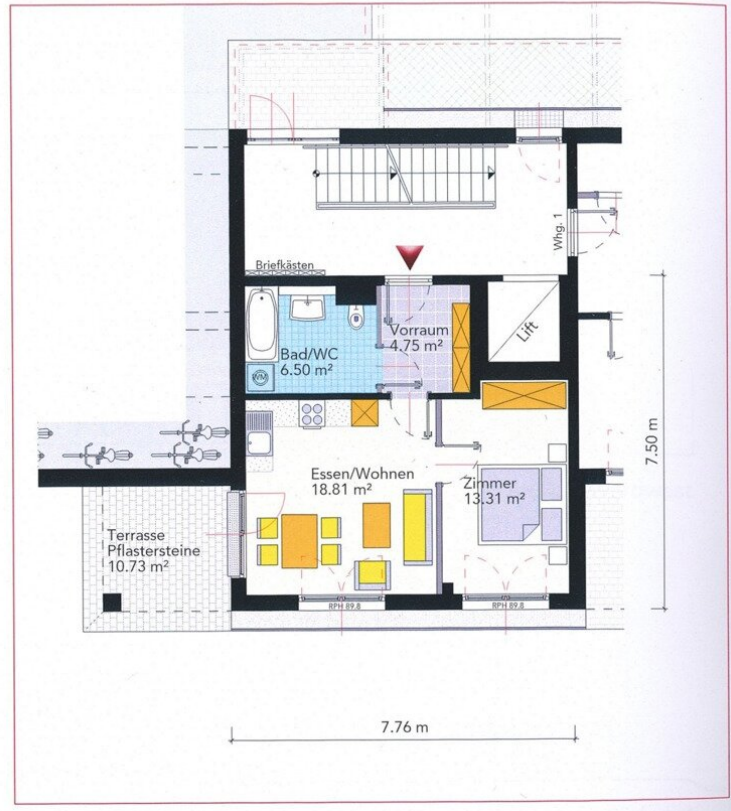 Whg. 1
Briefkästen
Lift
Vorraum
4.75 m²
Bad/WC
6.50 m²
WM
Essen/Wohnen
18.81 m²
Zimmer
13.31 m²
7.50 m
Terrasse
Pflastersteine
10.73 m²
RPH 89.8
RPH 89.8
7.76 m